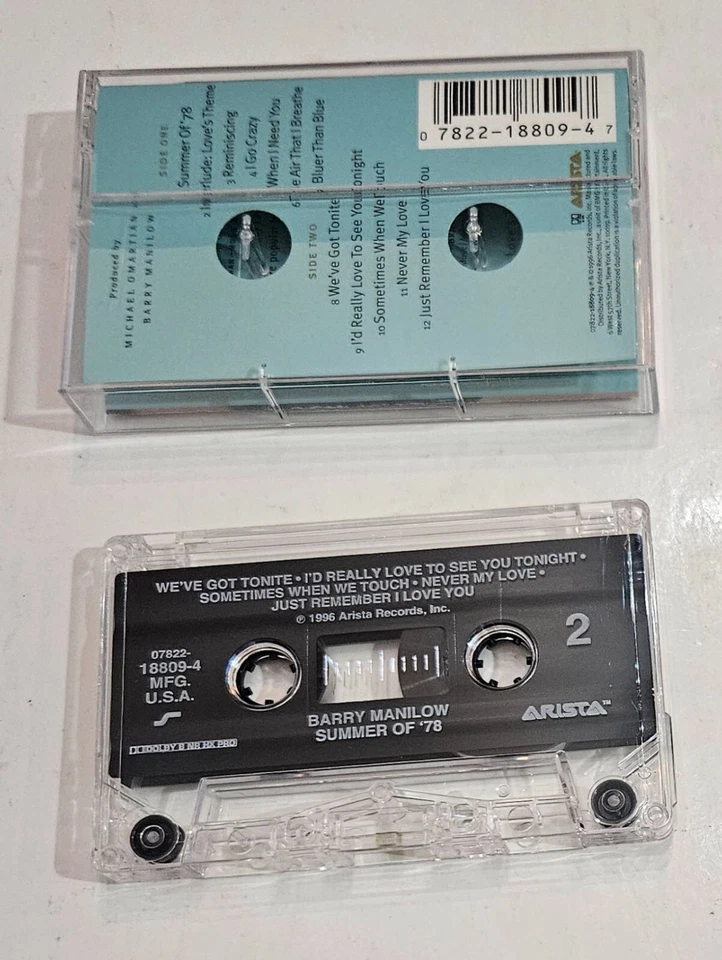 Produced by
MICHAEL OMARTIAN
BARRY MANILOW
SIDE ONE
Summer Of '78
2 Interlude: Love's Theme
3 Reminiscing
4 I Go Crazy
When I Need You
6 The Air That I Breathe
Bluer Than Blue
SIDE TWO
8 We've Got Tonite
9 I'd Really Love To See You Tonight
10 Sometimes When We Touch
11 Never My Love
12 Just Remember I Love You
0 7822-18809-4 7
ARISTA
WE'VE GOT TONITE • I'D REALLY LOVE TO SEE YOU TONIGHT •
SOMETIMES WHEN WE TOUCH • NEVER MY LOVE •
JUST REMEMBER I LOVE YOU
℗ 1996 Arista Records, Inc.
2
07822-
18809-4
MFG.
U.S.A.
BARRY MANILOW
SUMMER OF '78
ARISTA™
DOLBY B NR HX PRO